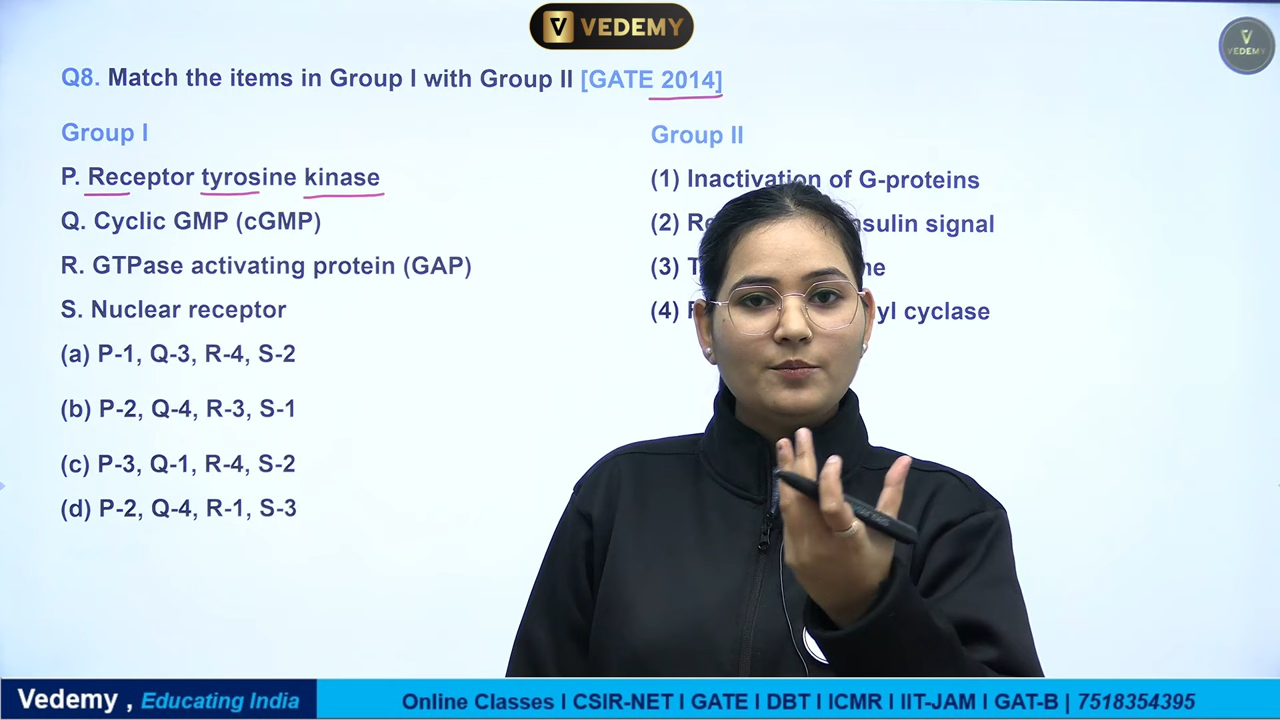 VEDEMY
VEDEMY
Q8. Match the items in Group I with Group II [GATE 2014]
Group I
P. Receptor tyrosine kinase
Q. Cyclic GMP (cGMP)
R. GTPase activating protein (GAP)
S. Nuclear receptor
(a) P-1, Q-3, R-4, S-2
(b) P-2, Q-4, R-3, S-1
(c) P-3, Q-1, R-4, S-2
(d) P-2, Q-4, R-1, S-3
Group II
(1) Inactivation of G-proteins
(2) signal
(3)
(4) cyclase
Vedemy , Educating India
Online Classes I CSIR-NET I GATE I DBT I ICMR I IIT-JAM I GAT-B | 7518354395